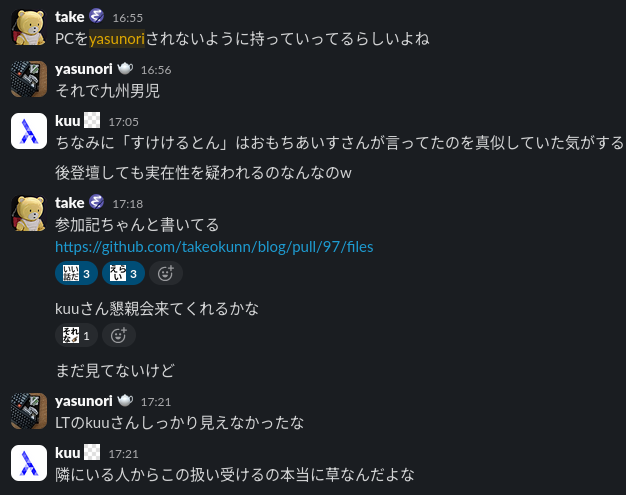 take 16:55
PCをyasunoriされないように持っていってるらしいよね
yasunori 16:56
それで九州男児
kuu 17:05
ちなみに「すけけるとん」はおもちあいすさんが言ってたのを真似していた気がする
後登壇しても実在性を疑われるのなんなのw
take 17:18
参加記ちゃんと書いてる
https://github.com/takeokunn/blog/pull/97/files
いい話だ 3 えらい 3
kuuさん懇親会来てくれるかな
それな 1
まだ見てないけど
yasunori 17:21
LTのkuuさんしっかり見えなかったな
kuu 17:21
隣にいる人からこの扱い受けるの本当に草なんだよな